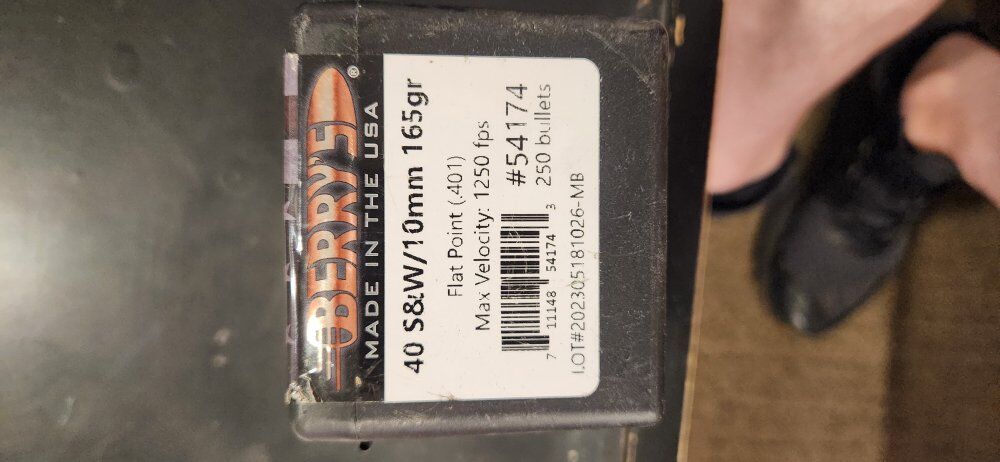 BERRY'S®
MADE IN THE USA
40 S&W/10mm 165gr
Flat Point (.401)
Max Velocity: 1250 fps
#54174
250 bullets
7 11148 54174 3
LOT#202305181026-MB